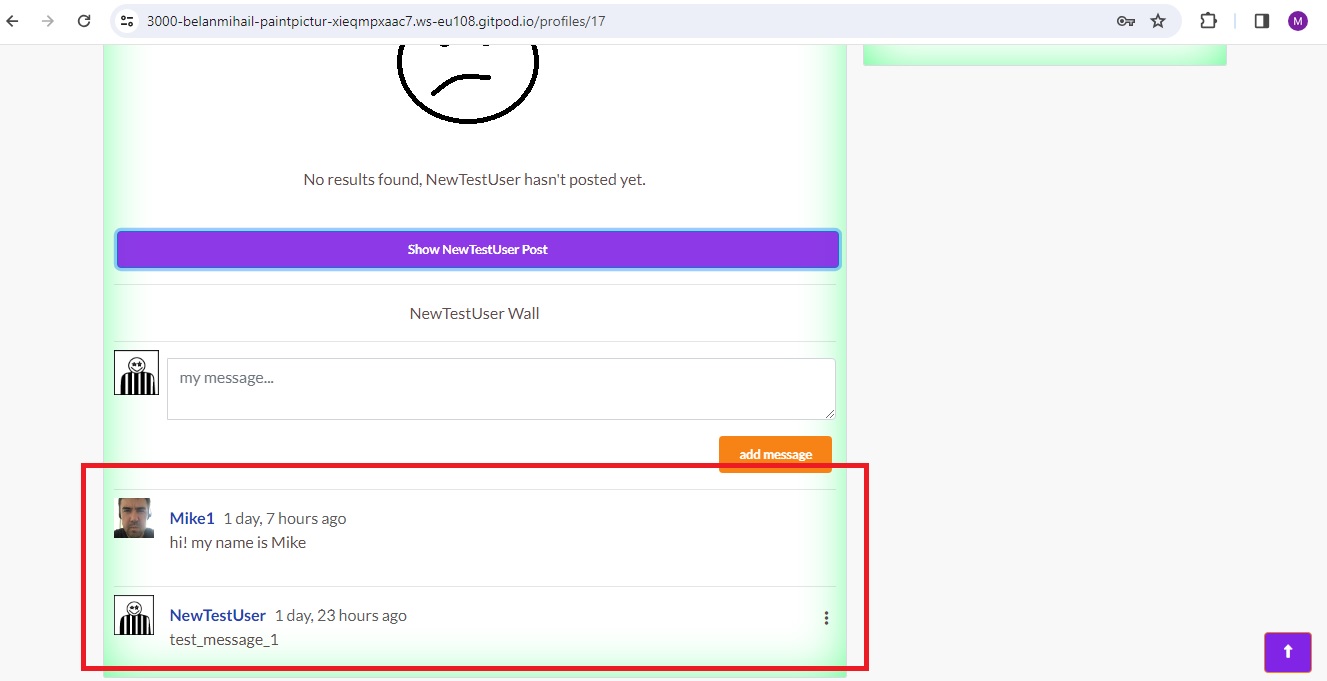 3000-belanmihail-paintpictur-xieqmpxaac7.ws-eu108.gitpod.io/profiles/17
M
No results found, NewTestUser hasn't posted yet.
Show NewTestUser Post
NewTestUser Wall
my message...
add message
Mike1 1 day, 7 hours ago
hi! my name is Mike
NewTestUser 1 day, 23 hours ago
test_message_1